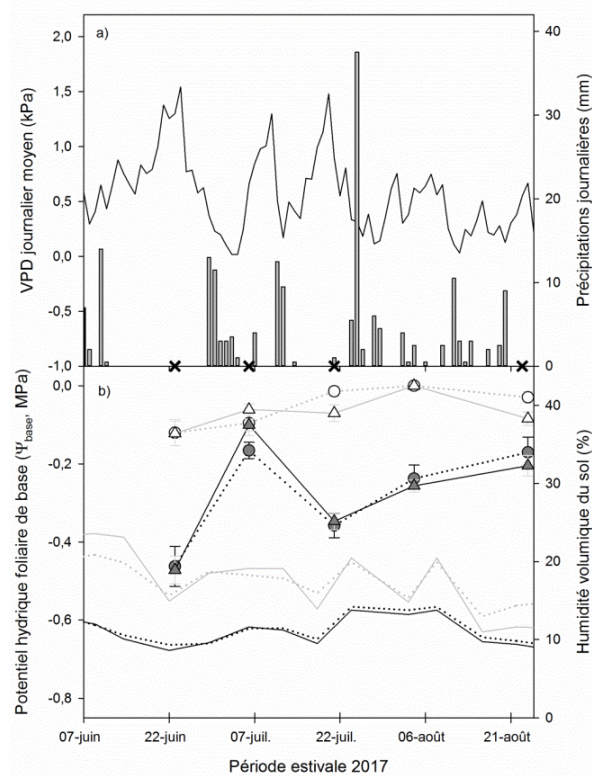 a)
VPD journalier moyen (kPa)
2,0
1,5
1,0
0,5
0,0
-0,5
-1,0
Précipitations journalières (mm)
40
30
20
10
0
b)
Potentiel hydrique foliaire de base (Ψbase, MPa)
0,0
-0,2
-0,4
-0,6
-0,8
Humidité volumique du sol (%)
40
30
20
10
0
07-juin 22-juin 07-juil. 22-juil. 06-août 21-août
Période estivale 2017